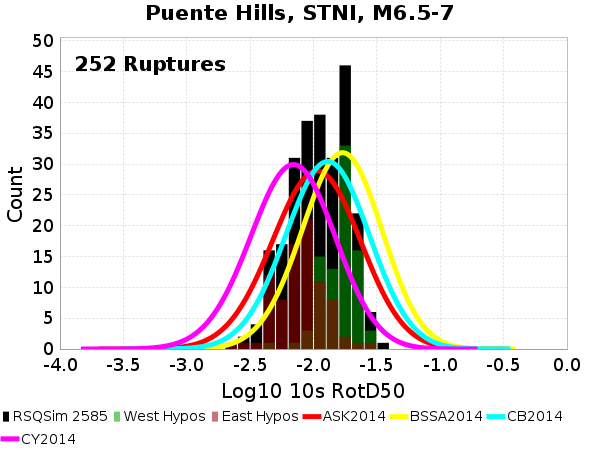 Puente Hills, STNI, M6.5-7
252 Ruptures
50
45
40
35
30
25
20
15
10
5
0
Count
-4.0 -3.5 -3.0 -2.5 -2.0 -1.5 -1.0 -0.5 0.0
Log10 10s RotD50
RSQSim 2585 West Hypos East Hypos ASK2014 BSSA2014 CB2014
CY2014